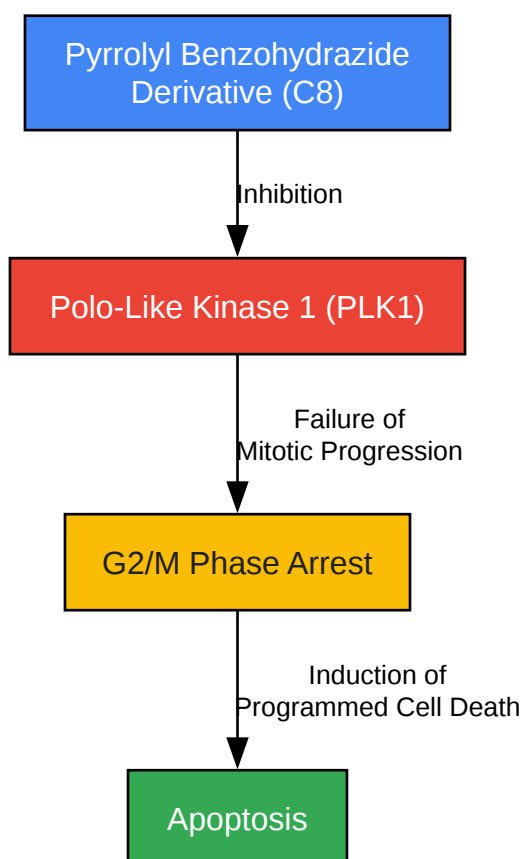 Pyrrolyl Benzohydrazide
Derivative (C8)
Inhibition
Polo-Like Kinase 1 (PLK1)
Failure of
Mitotic Progression
G2/M Phase Arrest
Induction of
Programmed Cell Death
Apoptosis